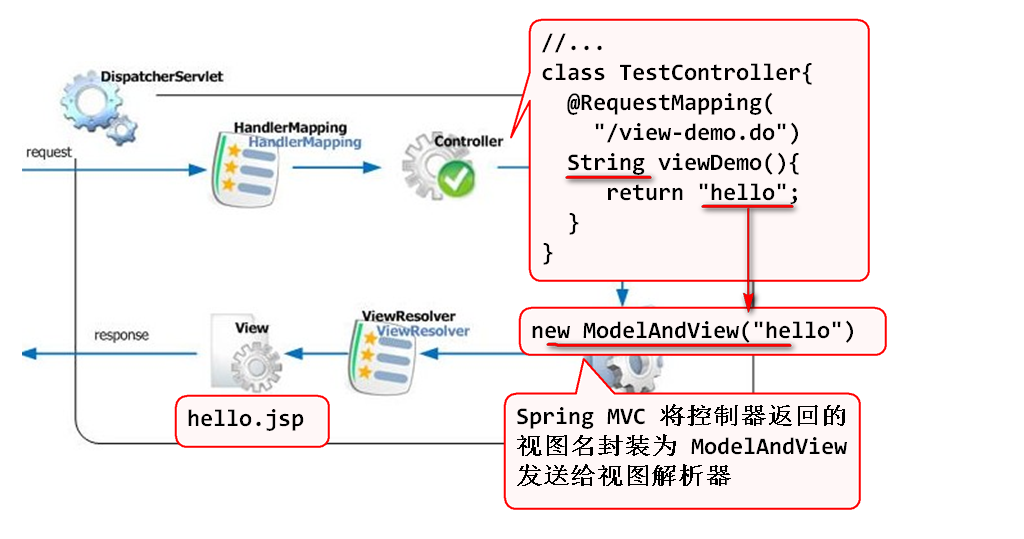 DispatcherServlet
request
HandlerMapping
HandlerMapping
Controller
//...
class TestController{
@RequestMapping(
"/view-demo.do")
String viewDemo(){
return "hello";
}
}
response
View
ViewResolver
ViewResolver
new ModelAndView("hello")
hello.jsp
Spring MVC 将控制器返回的
视图名封装为 ModelAndView
发送给视图解析器